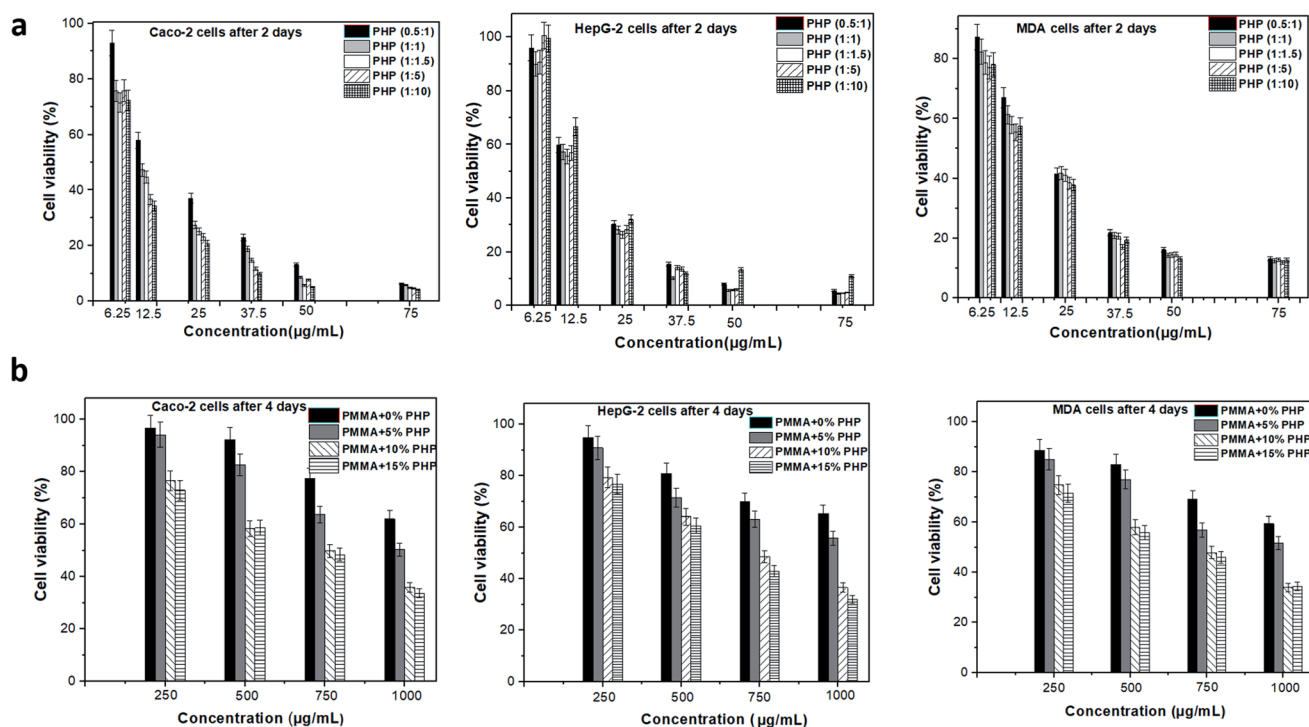 a
Caco-2 cells after 2 days
PHP (0.5:1)
PHP (1:1)
PHP (1:1.5)
PHP (1:5)
PHP (1:10)
Cell viability (%)
100
80
60
40
20
0
6.25 12.5 25 37.5 50 75
Concentration(µg/mL)
HepG-2 cells after 2 days
PHP (0.5:1)
PHP (1:1)
PHP (1:1.5)
PHP (1:5)
PHP (1:10)
Cell viability (%)
100
80
60
40
20
0
6.25 12.5 25 37.5 50 75
Concentration(µg/mL)
MDA cells after 2 days
PHP (0.5:1)
PHP (1:1)
PHP (1:1.5)
PHP (1:5)
PHP (1:10)
Cell viability (%)
80
60
40
20
0
6.25 12.5 25 37.5 50 75
Concentration(µg/mL)
b
Caco-2 cells after 4 days
PMMA+0% PHP
PMMA+5% PHP
PMMA+10% PHP
PMMA+15% PHP
Cell viability (%)
100
80
60
40
20
0
250 500 750 1000
Concentration (µg/mL)
HepG-2 cells after 4 days
PMMA+0% PHP
PMMA+5% PHP
PMMA+10% PHP
PMMA+15% PHP
Cell viability (%)
100
80
60
40
20
0
250 500 750 1000
Concentration (µg/mL)
MDA cells after 4 days
PMMA+0% PHP
PMMA+5% PHP
PMMA+10% PHP
PMMA+15% PHP
Cell viability (%)
100
80
60
40
20
0
250 500 750 1000
Concentration (µg/mL)